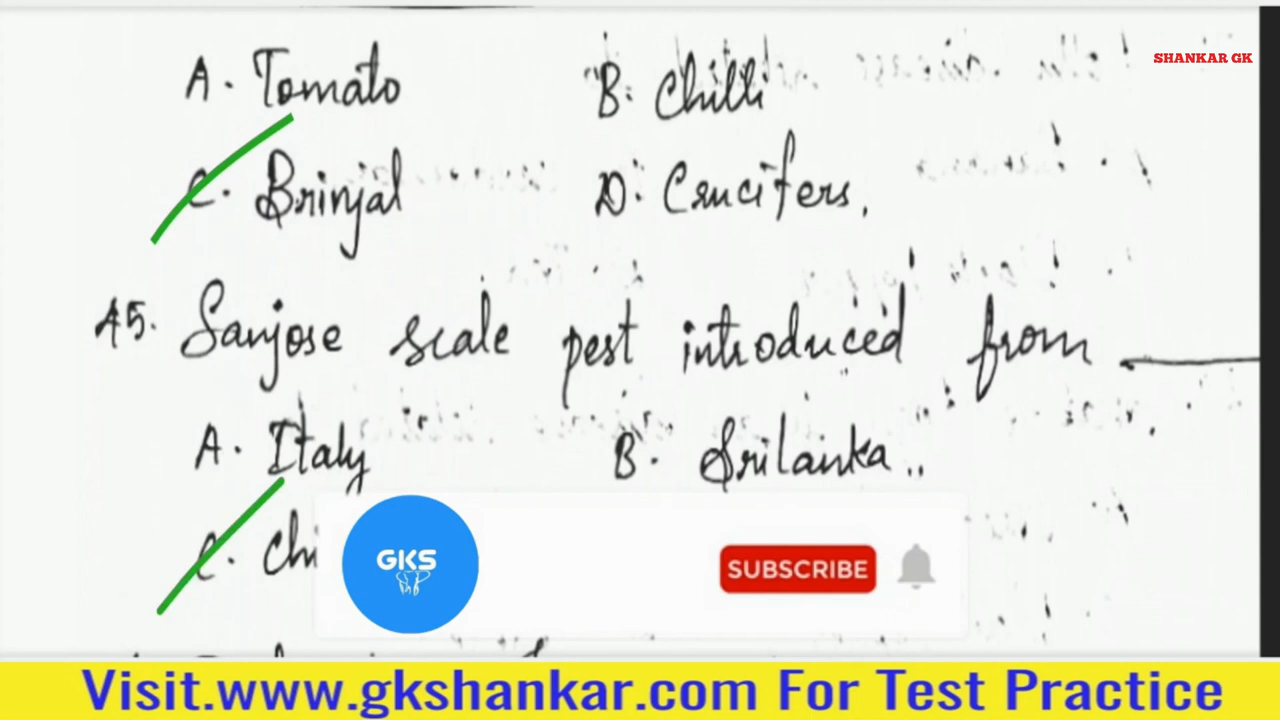 SHANKAR GK
A. Tomato B. Chilli
C. Brinjal D. Crucifers.
45. Sanjose scale pest introduced from
A. Italy B. Srilanka..
C. Chi
GKS
SUBSCRIBE
Visit.www.gkshankar.com For Test Practice